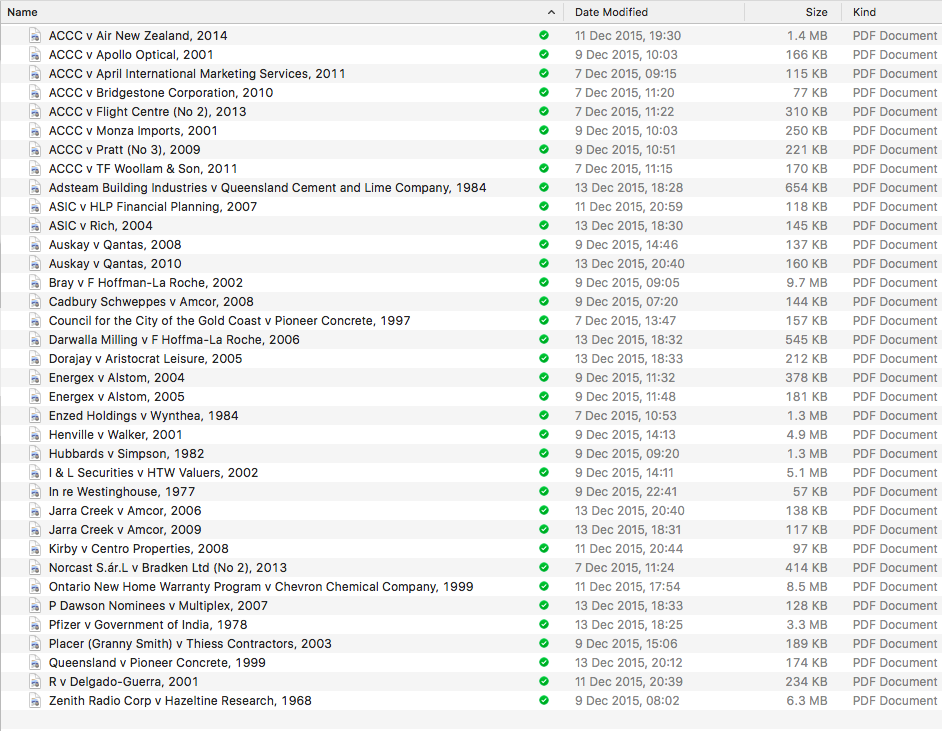 Name Date Modified Size Kind
ACCC v Air New Zealand, 2014 11 Dec 2015, 19:30 1.4 MB PDF Document
ACCC v Apollo Optical, 2001 9 Dec 2015, 10:03 166 KB PDF Document
ACCC v April International Marketing Services, 2011 7 Dec 2015, 09:15 115 KB PDF Document
ACCC v Bridgestone Corporation, 2010 7 Dec 2015, 11:20 77 KB PDF Document
ACCC v Flight Centre (No 2), 2013 7 Dec 2015, 11:22 310 KB PDF Document
ACCC v Monza Imports, 2001 9 Dec 2015, 10:03 250 KB PDF Document
ACCC v Pratt (No 3), 2009 9 Dec 2015, 10:51 221 KB PDF Document
ACCC v TF Woollam & Son, 2011 7 Dec 2015, 11:15 170 KB PDF Document
Adsteam Building Industries v Queensland Cement and Lime Company, 1984 13 Dec 2015, 18:28 654 KB PDF Document
ASIC v HLP Financial Planning, 2007 11 Dec 2015, 20:59 118 KB PDF Document
ASIC v Rich, 2004 13 Dec 2015, 18:30 145 KB PDF Document
Auskay v Qantas, 2008 9 Dec 2015, 14:46 137 KB PDF Document
Auskay v Qantas, 2010 13 Dec 2015, 20:40 160 KB PDF Document
Bray v F Hoffman-La Roche, 2002 9 Dec 2015, 09:05 9.7 MB PDF Document
Cadbury Schweppes v Amcor, 2008 9 Dec 2015, 07:20 144 KB PDF Document
Council for the City of the Gold Coast v Pioneer Concrete, 1997 7 Dec 2015, 13:47 157 KB PDF Document
Darwalla Milling v F Hoffma-La Roche, 2006 13 Dec 2015, 18:32 545 KB PDF Document
Dorajay v Aristocrat Leisure, 2005 13 Dec 2015, 18:33 212 KB PDF Document
Energex v Alstom, 2004 9 Dec 2015, 11:32 378 KB PDF Document
Energex v Alstom, 2005 9 Dec 2015, 11:48 181 KB PDF Document
Enzed Holdings v Wynthea, 1984 7 Dec 2015, 10:53 1.3 MB PDF Document
Henville v Walker, 2001 9 Dec 2015, 14:13 4.9 MB PDF Document
Hubbards v Simpson, 1982 9 Dec 2015, 09:20 1.3 MB PDF Document
I & L Securities v HTW Valuers, 2002 9 Dec 2015, 14:11 5.1 MB PDF Document
In re Westinghouse, 1977 9 Dec 2015, 22:41 57 KB PDF Document
Jarra Creek v Amcor, 2006 13 Dec 2015, 20:40 138 KB PDF Document
Jarra Creek v Amcor, 2009 13 Dec 2015, 18:31 117 KB PDF Document
Kirby v Centro Properties, 2008 11 Dec 2015, 20:44 97 KB PDF Document
Norcast S.ár.L v Bradken Ltd (No 2), 2013 7 Dec 2015, 11:24 414 KB PDF Document
Ontario New Home Warranty Program v Chevron Chemical Company, 1999 11 Dec 2015, 17:54 8.5 MB PDF Document
P Dawson Nominees v Multiplex, 2007 13 Dec 2015, 18:33 128 KB PDF Document
Pfizer v Government of India, 1978 13 Dec 2015, 18:25 3.3 MB PDF Document
Placer (Granny Smith) v Thiess Contractors, 2003 9 Dec 2015, 15:06 189 KB PDF Document
Queensland v Pioneer Concrete, 1999 13 Dec 2015, 20:12 174 KB PDF Document
R v Delgado-Guerra, 2001 11 Dec 2015, 20:39 234 KB PDF Document
Zenith Radio Corp v Hazeltine Research, 1968 9 Dec 2015, 08:02 6.3 MB PDF Document